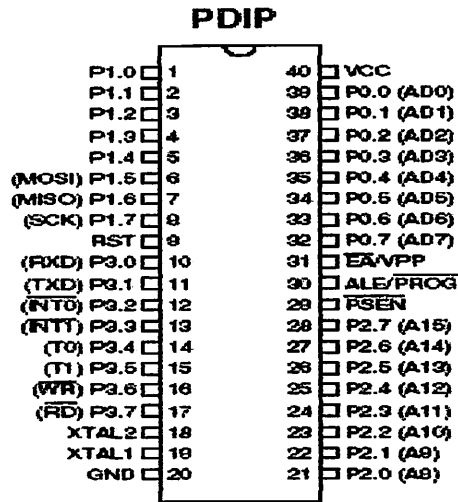 PDIP
P1.0 1 40 VCC
P1.1 2 39 P0.0 (AD0)
P1.2 3 38 P0.1 (AD1)
P1.3 4 37 P0.2 (AD2)
P1.4 5 36 P0.3 (AD3)
(MOSI) P1.5 6 35 P0.4 (AD4)
(MISO) P1.6 7 34 P0.5 (AD5)
(SCK) P1.7 8 33 P0.6 (AD6)
RST 9 32 P0.7 (AD7)
(RXD) P3.0 10 31 E̅A̅/VPP
(TXD) P3.1 11 30 ALE/P̅R̅O̅G̅
(I̅N̅T̅0̅) P3.2 12 29 P̅S̅E̅N̅
(I̅N̅T̅1̅) P3.3 13 28 P2.7 (A15)
(T0) P3.4 14 27 P2.6 (A14)
(T1) P3.5 15 26 P2.5 (A13)
(W̅R̅) P3.6 16 25 P2.4 (A12)
(R̅D̅) P3.7 17 24 P2.3 (A11)
XTAL2 18 23 P2.2 (A10)
XTAL1 19 22 P2.1 (A9)
GND 20 21 P2.0 (A8)